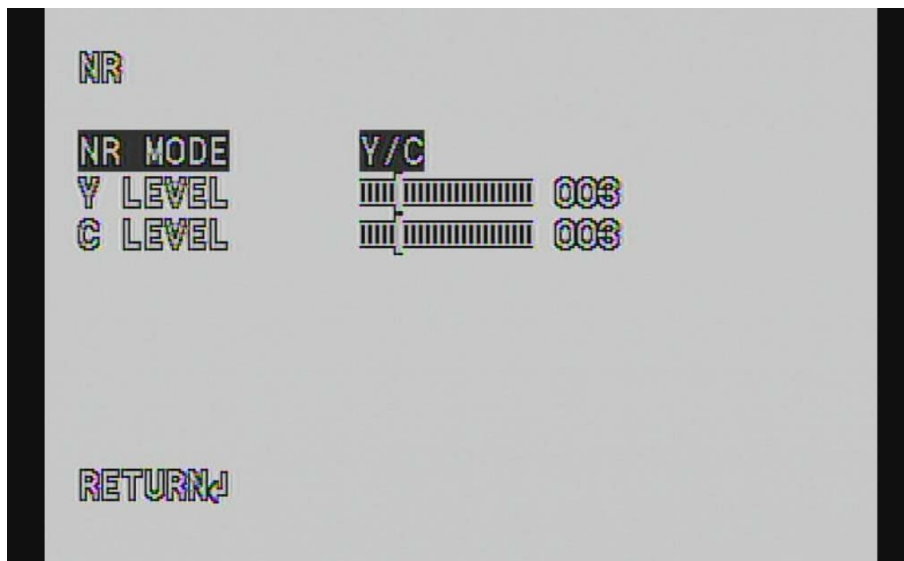 NR
NR MODE Y/C
Y LEVEL 003
C LEVEL 003
RETURN↲